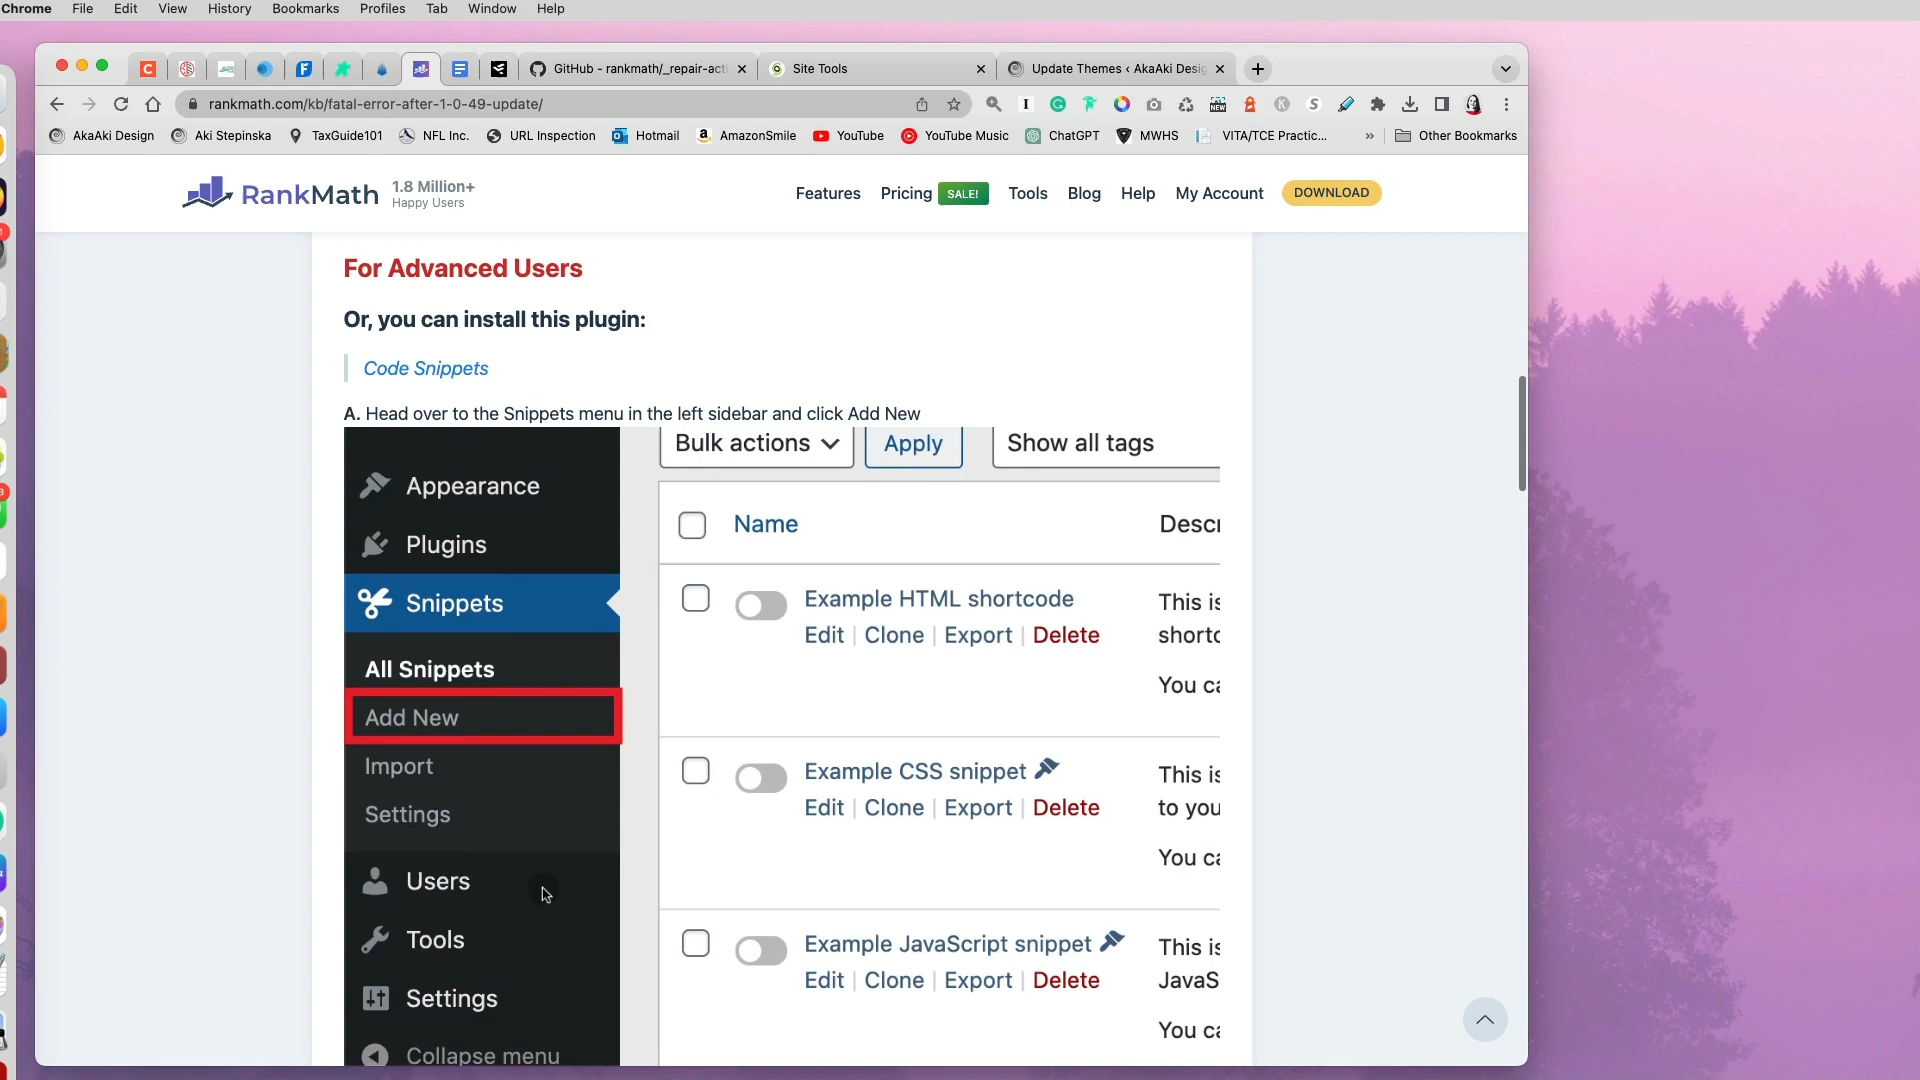 Chrome File Edit View History Bookmarks Profiles Tab Window Help
GitHub - rankmath/_repair-acti
Site Tools
Update Themes ‹ AkaAki Desig
rankmath.com/kb/fatal-error-after-1-0-49-update/
AkaAki Design Aki Stepinska TaxGuide101 NFL Inc. URL Inspection Hotmail AmazonSmile YouTube YouTube Music ChatGPT MWHS VITA/TCE Practic... » Other Bookmarks
RankMath
1.8 Million+
Happy Users
Features Pricing SALE! Tools Blog Help My Account DOWNLOAD
For Advanced Users
Or, you can install this plugin:
Code Snippets
A. Head over to the Snippets menu in the left sidebar and click Add New
Bulk actions Apply Show all tags
Appearance
Plugins
Snippets
All Snippets
Add New
Import
Settings
Users
Tools
Settings
Collapse menu
Name Descr
Example HTML shortcode This is
Edit | Clone | Export | Delete shortc
You ca
Example CSS snippet This is
Edit | Clone | Export | Delete to you
You ca
Example JavaScript snippet This is
Edit | Clone | Export | Delete JavaS
You ca